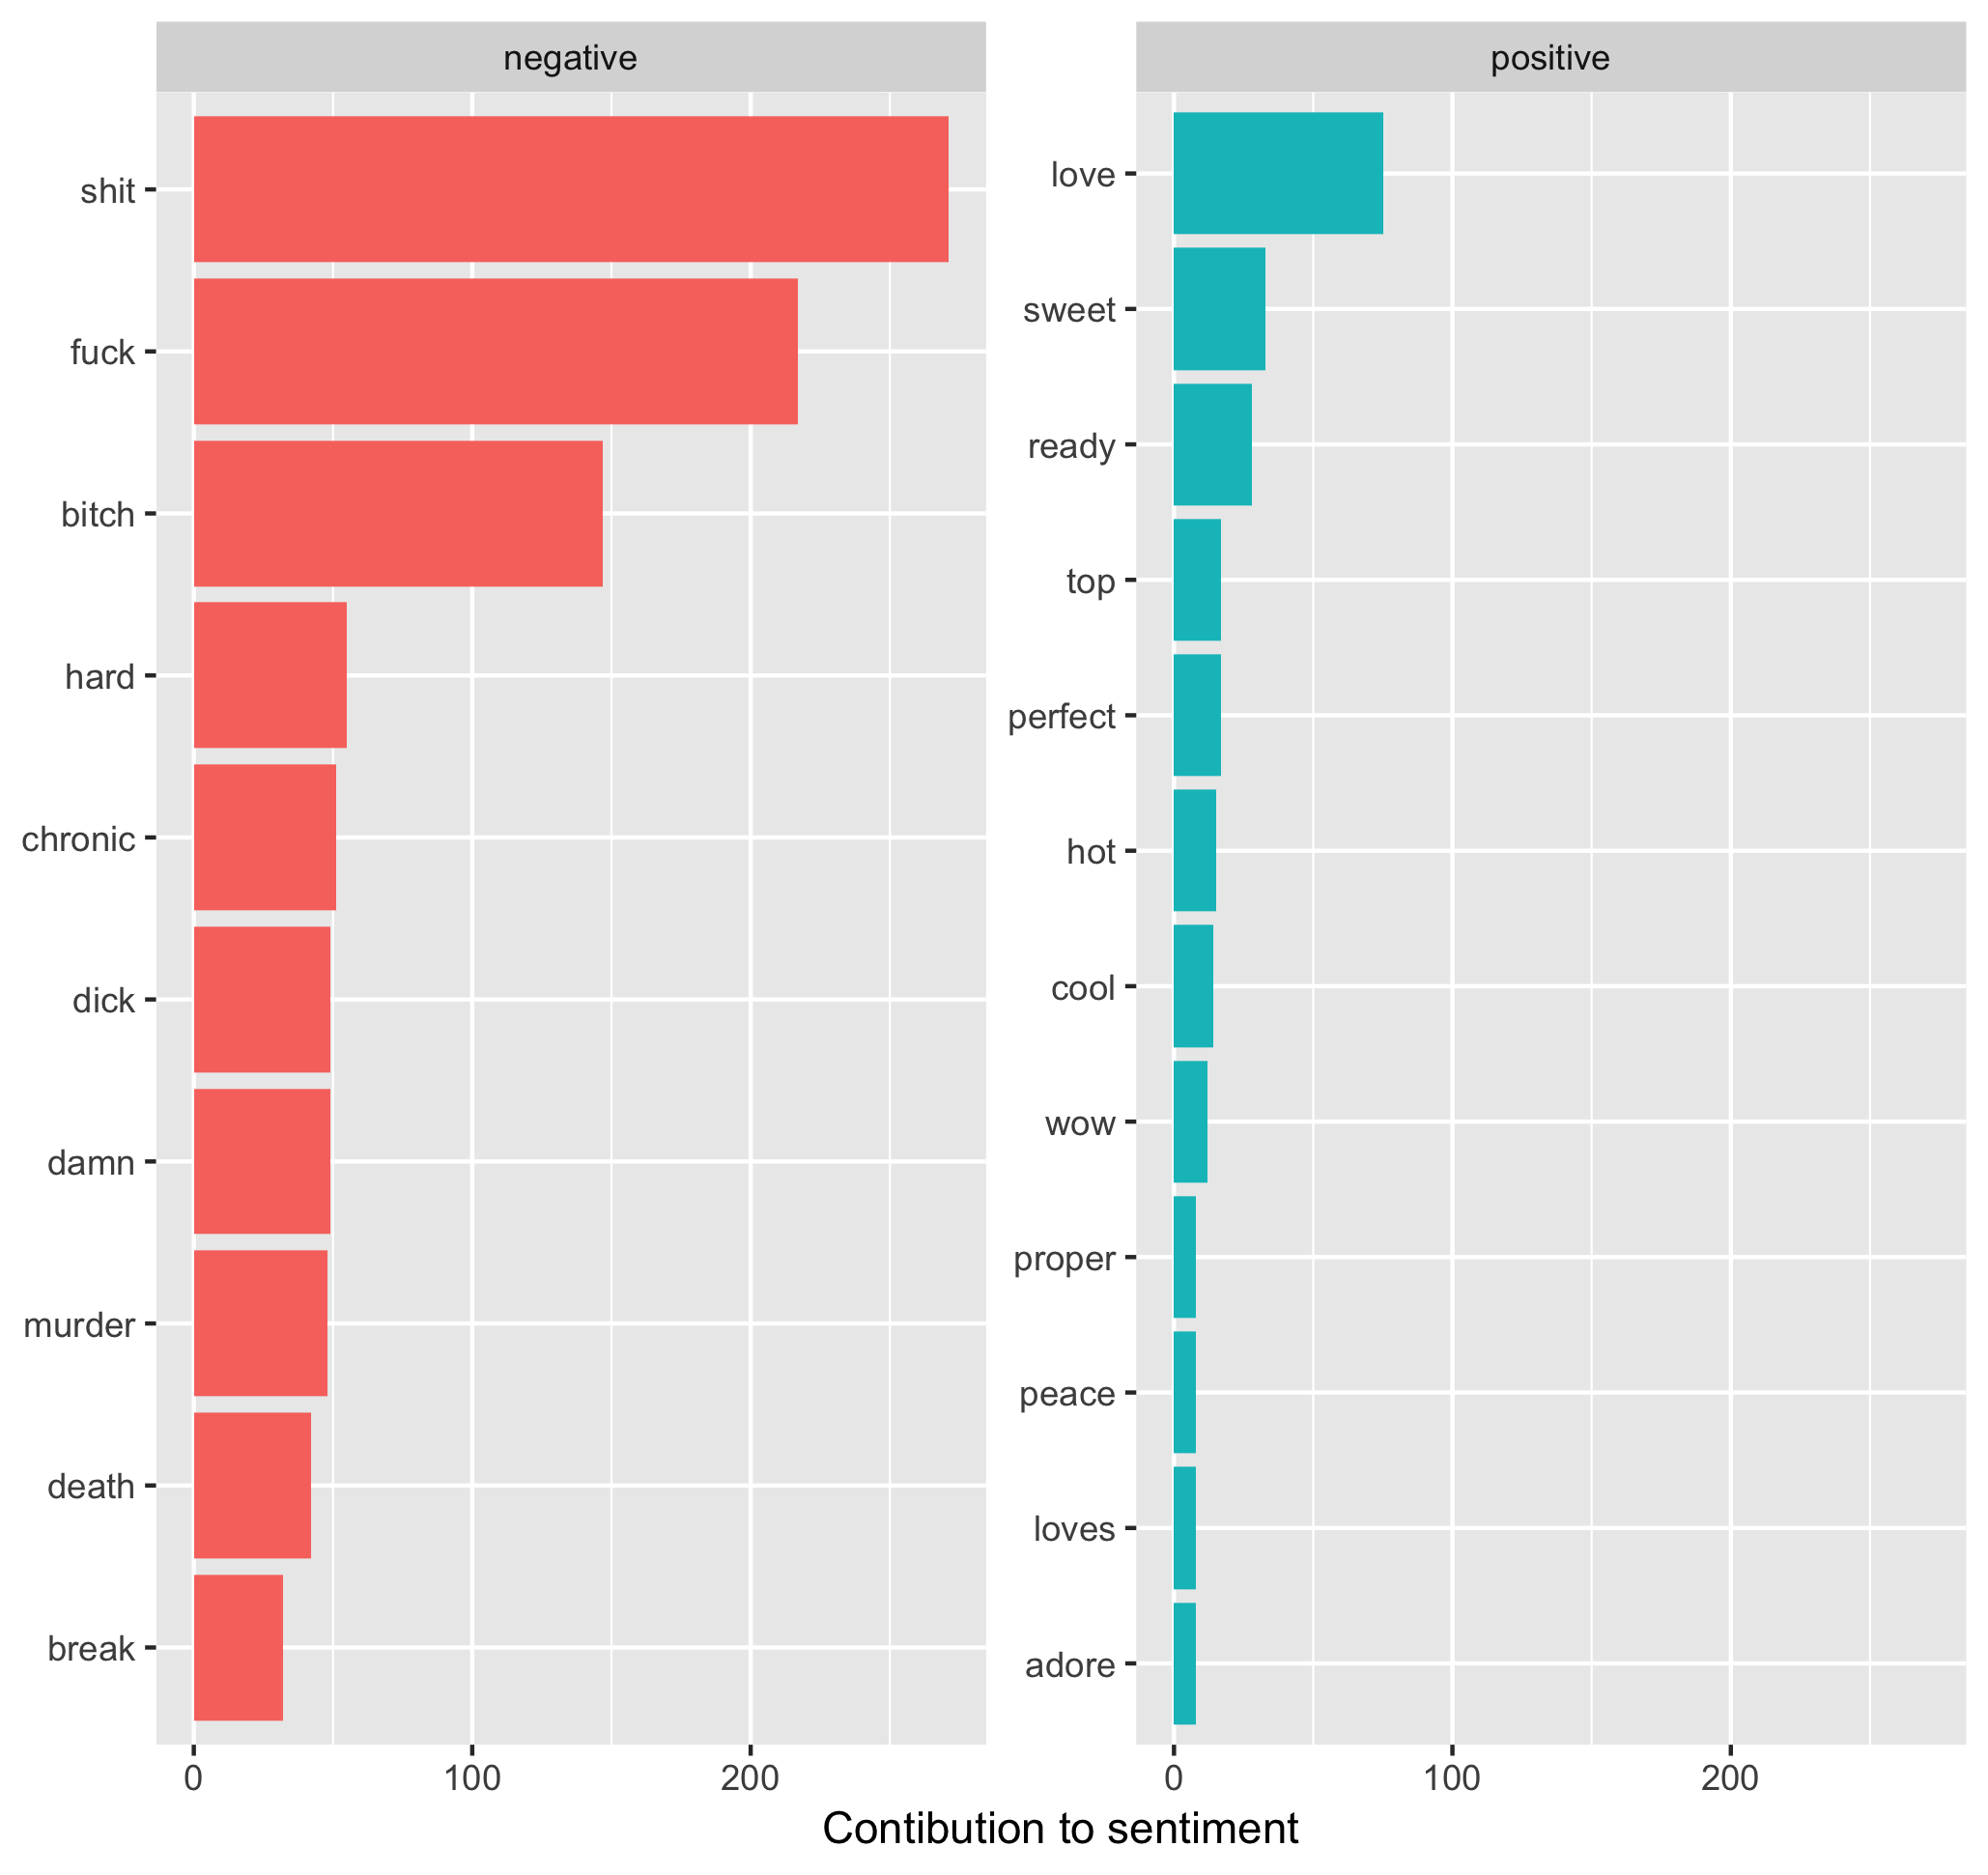 negative
shit
fuck
bitch
hard
chronic
dick
damn
murder
death
break
0 100 200
positive
love
sweet
ready
top
perfect
hot
cool
wow
proper
peace
loves
adore
0 100 200
Contibution to sentiment